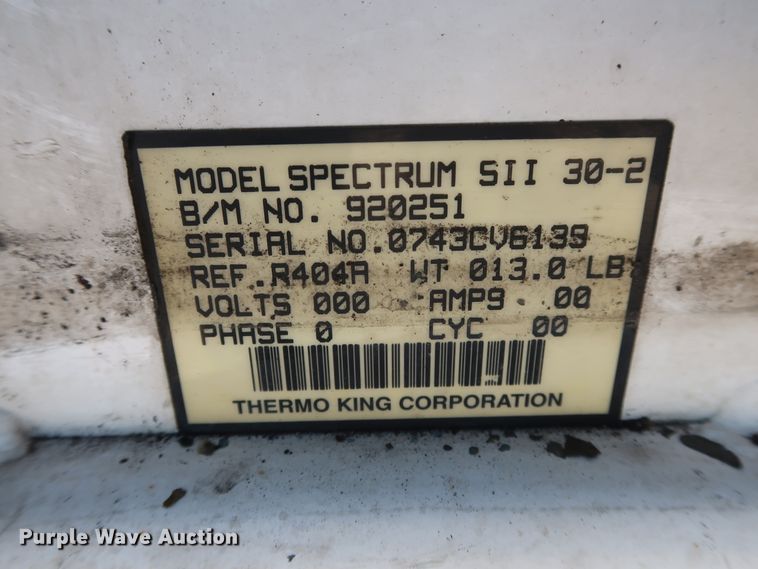 MODEL SPECTRUM SII 30-2
B/M NO. 920251
SERIAL NO.0743CV6139
REF.R404A WT 013.0 LB
VOLTS 000 AMPS 00
PHASE 0 CYC 00
THERMO KING CORPORATION
Purple Wave Auction